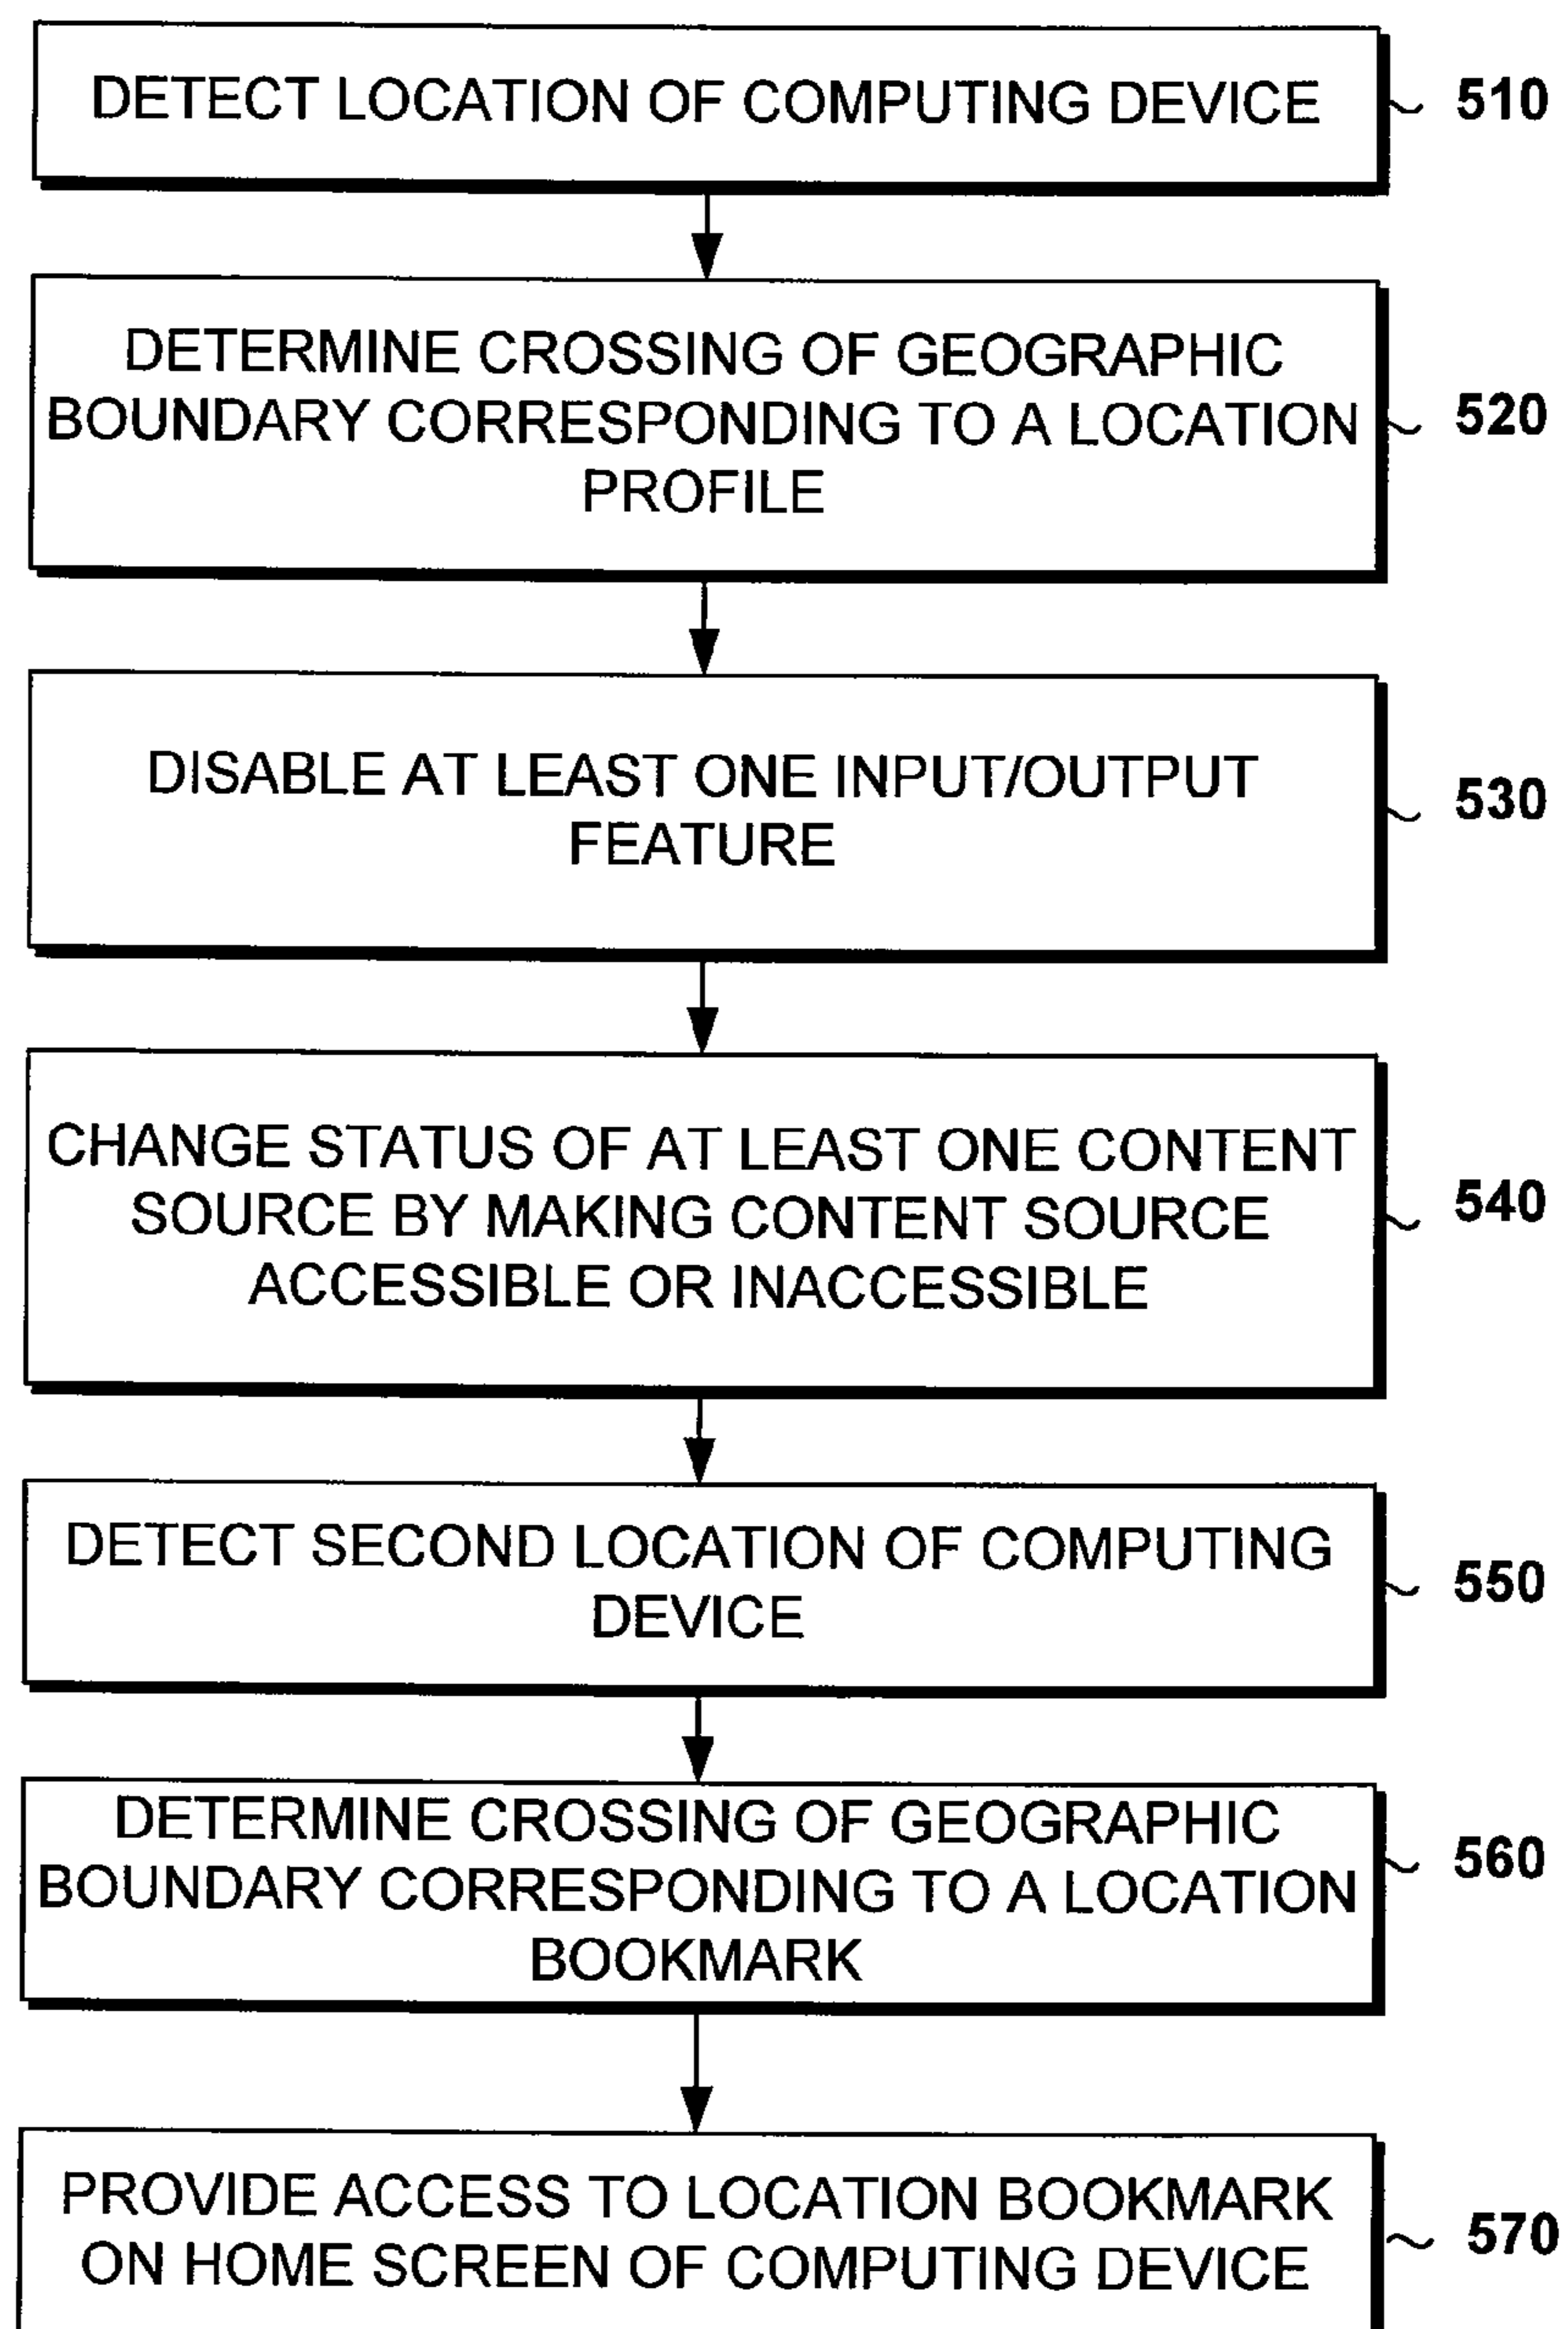 DETECT LOCATION OF COMPUTING DEVICE
510
DETERMINE CROSSING OF GEOGRAPHIC
BOUNDARY CORRESPONDING TO A LOCATION
PROFILE
520
DISABLE AT LEAST ONE INPUT/OUTPUT
FEATURE
530
CHANGE STATUS OF AT LEAST ONE CONTENT
SOURCE BY MAKING CONTENT SOURCE
ACCESSIBLE OR INACCESSIBLE
540
DETECT SECOND LOCATION OF COMPUTING
DEVICE
550
DETERMINE CROSSING OF GEOGRAPHIC
BOUNDARY CORRESPONDING TO A LOCATION
BOOKMARK
560
PROVIDE ACCESS TO LOCATION BOOKMARK
ON HOME SCREEN OF COMPUTING DEVICE
570